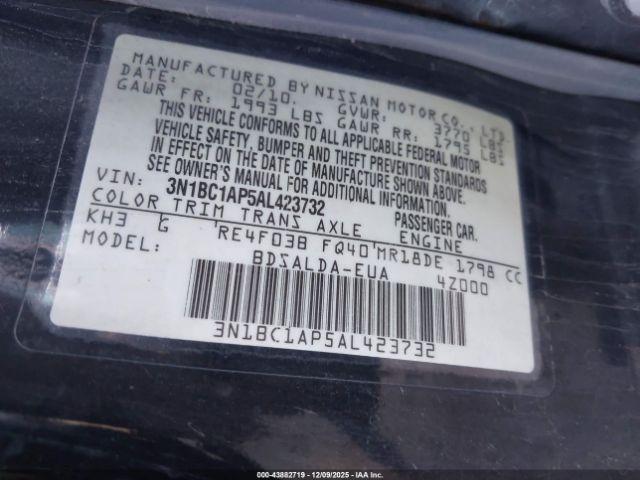 MANUFACTURED BY NISSAN MOTOR CO., LTD.
DATE: 02/10. GVWR: 3770 LBS
GAWR FR: 1993 LBS GAWR RR: 1795 LBS
THIS VEHICLE CONFORMS TO ALL APPLICABLE FEDERAL MOTOR
VEHICLE SAFETY, BUMPER AND THEFT PREVENTION STANDARDS
IN EFFECT ON THE DATE OF MANUFACTURE SHOWN ABOVE.
SEE OWNER'S MANUAL FOR ADDITIONAL INFORMATION.
VIN: 3N1BC1AP5AL423732 PASSENGER CAR.
COLOR TRIM TRANS AXLE ENGINE
KH3 G RE4F03B FQ40 MR18DE 1798 CC
MODEL: BDSALDA-EUA 4Z000
3N1BC1AP5AL423732
000-43882719 | 12/09/2025 | IAA